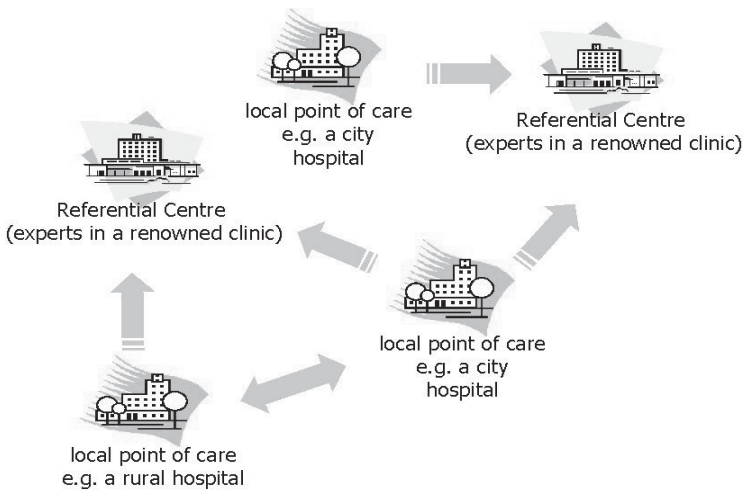 local point of care
e.g. a city
hospital
Referential Centre
(experts in a renowned clinic)
Referential Centre
(experts in a renowned clinic)
local point of care
e.g. a city
hospital
local point of care
e.g. a rural hospital